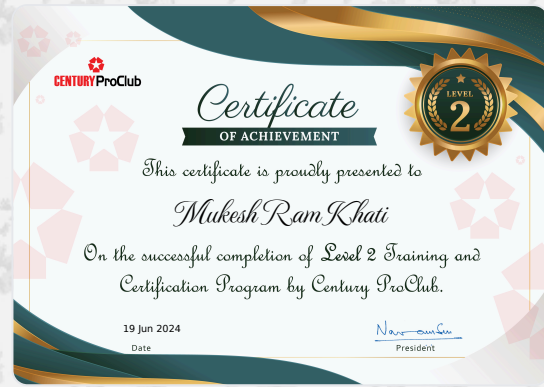 CENTURY ProClub
LEVEL
2
Certificate
OF ACHIEVEMENT
This certificate is proudly presented to
Mukesh Ram Khati
On the successful completion of Level 2 Training and
Certification Program by Century ProClub.
19 Jun 2024
Date
President